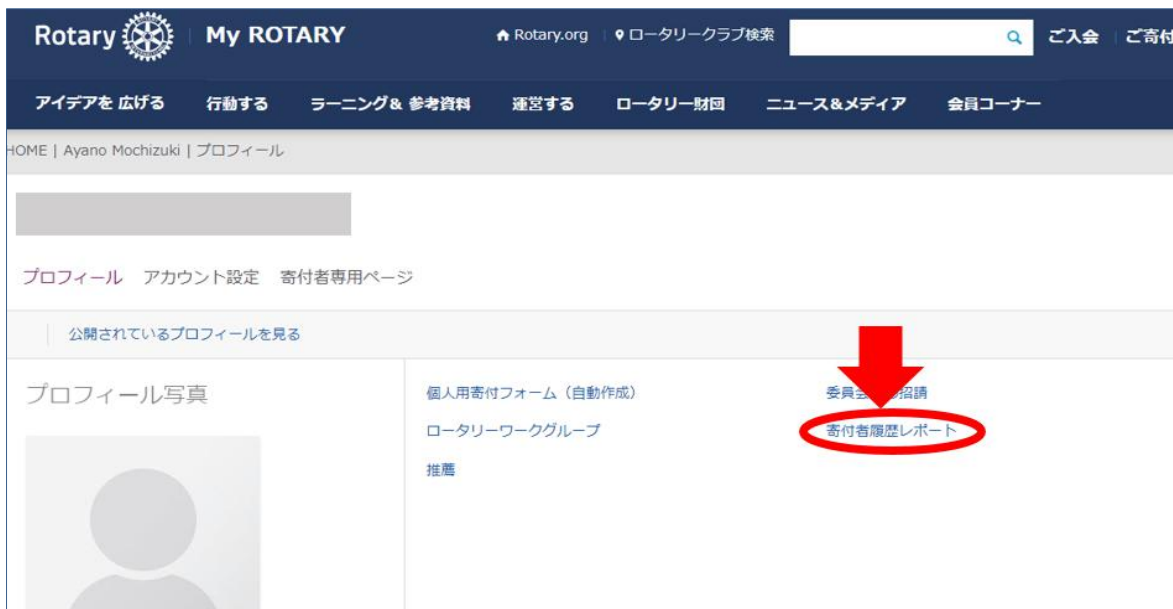 Rotary My ROTARY Rotary.org ロータリークラブ検索 ご入会 ご寄付
アイデアを 広げる 行動する ラーニング& 参考資料 運営する ロータリー財団 ニュース&メディア 会員コーナー
HOME | Ayano Mochizuki | プロフィール
プロフィール アカウント設定 寄付者専用ページ
公開されているプロフィールを見る
プロフィール写真
個人用寄付フォーム（自動作成） 委員会 招請
ロータリーワークグループ 寄付者履歴レポート
推薦